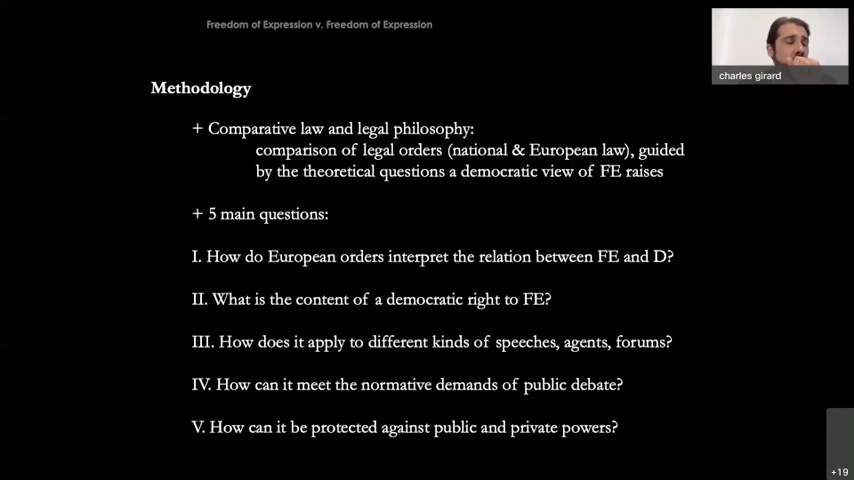 Freedom of Expression v. Freedom of Expression
charles girard
Methodology
+ Comparative law and legal philosophy:
comparison of legal orders (national & European law), guided
by the theoretical questions a democratic view of FE raises
+ 5 main questions:
I. How do European orders interpret the relation between FE and D?
II. What is the content of a democratic right to FE?
III. How does it apply to different kinds of speeches, agents, forums?
IV. How can it meet the normative demands of public debate?
V. How can it be protected against public and private powers?
+19